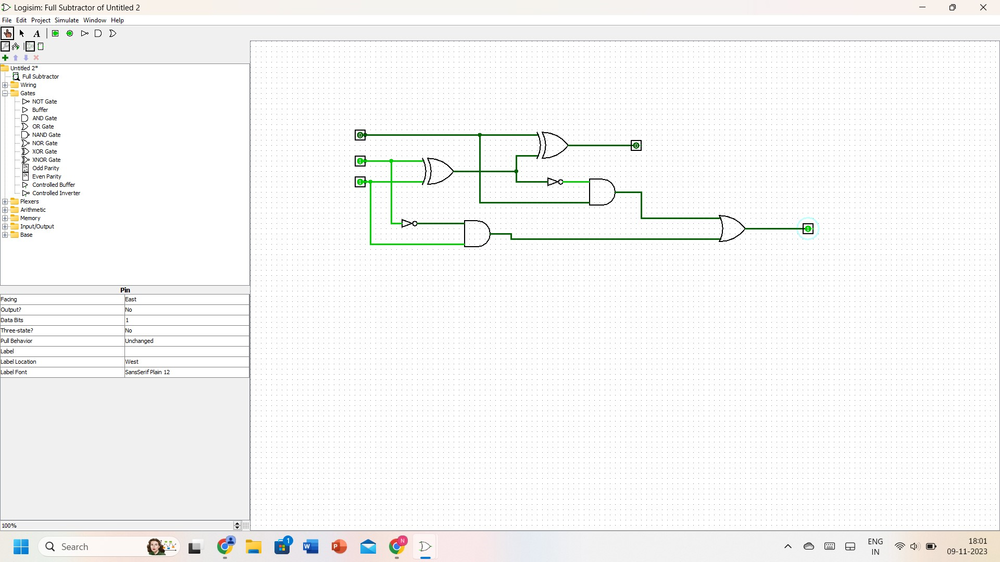 Logisim: Full Subtractor of Untitled 2
File Edit Project Simulate Window Help
A
Untitled 2*
Full Subtractor
Wiring
Gates
NOT Gate
Buffer
AND Gate
OR Gate
NAND Gate
NOR Gate
XOR Gate
XNOR Gate
Odd Parity
Even Parity
Controlled Buffer
Controlled Inverter
Plexers
Arithmetic
Memory
Input/Output
Base
0
1
1
0
1
Pin
Facing East
Output? No
Data Bits 1
Three-state? No
Pull Behavior Unchanged
Label
Label Location West
Label Font SansSerif Plain 12
100%
Search
1
W
P
N
ENG
IN
18:01
09-11-2023